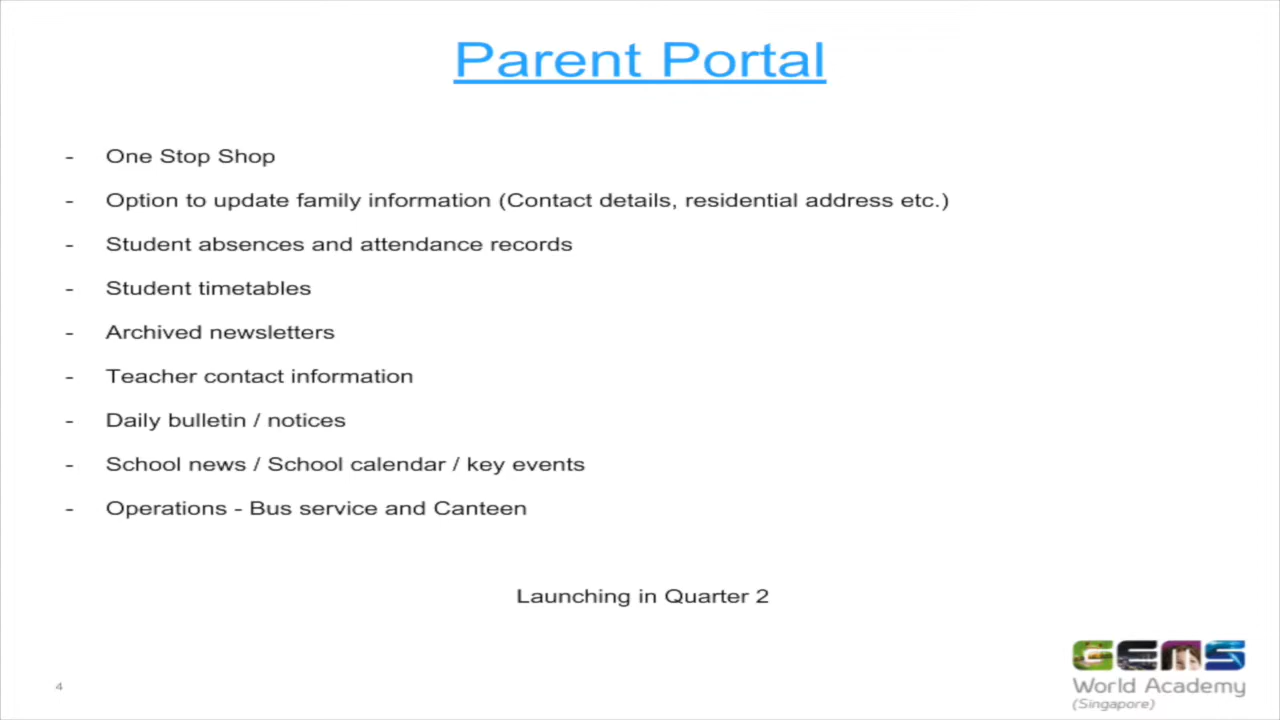 Parent Portal
- One Stop Shop
- Option to update family information (Contact details, residential address etc.)
- Student absences and attendance records
- Student timetables
- Archived newsletters
- Teacher contact information
- Daily bulletin / notices
- School news / School calendar / key events
- Operations - Bus service and Canteen
Launching in Quarter 2
GEMS
World Academy
(Singapore)
4